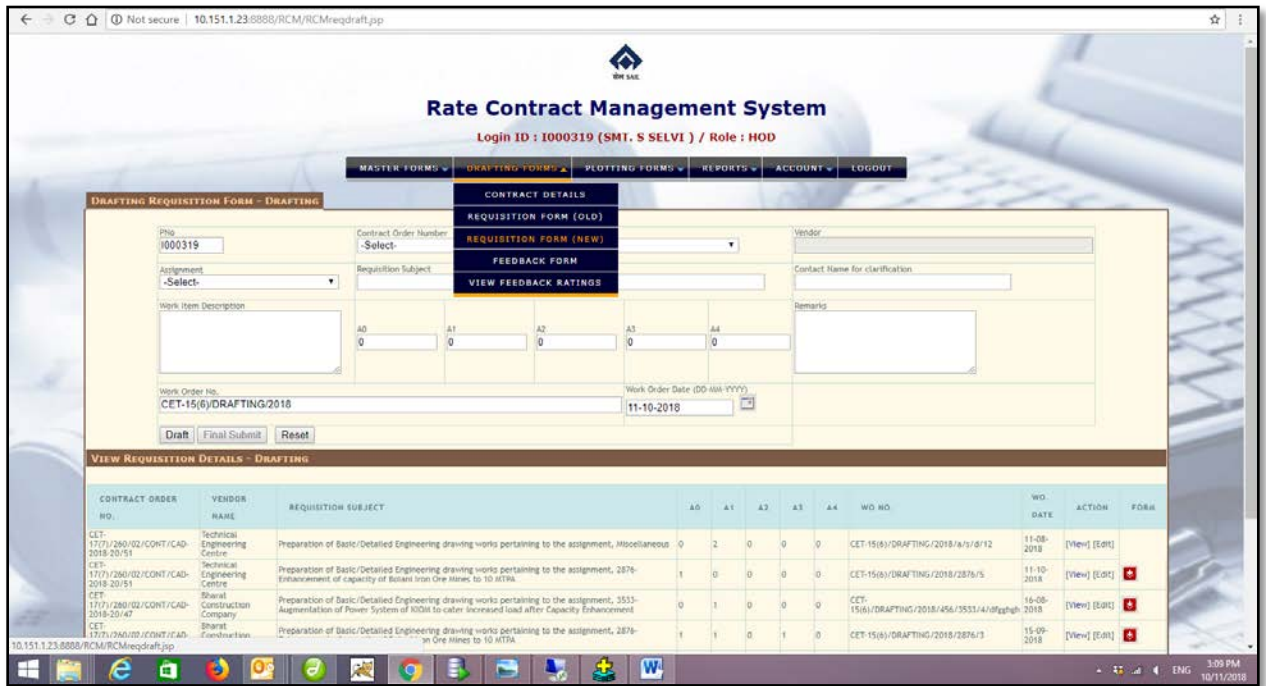 Not secure | 10.151.1.23:8888/RCM/RCMreqdraft.jsp
सेल SAIL
Rate Contract Management System
Login ID : I000319 (SMT. S SELVI ) / Role : HOD
MASTER FORMS DRAFTING FORMS PLOTTING FORMS REPORTS ACCOUNT LOGOUT
CONTRACT DETAILS
REQUISITION FORM (OLD)
REQUISITION FORM (NEW)
FEEDBACK FORM
VIEW FEEDBACK RATINGS
DRAFTING REQUISITION FORM - DRAFTING
PNo Contract Order Number Vendor
I000319 -Select-
Assignment Requisition Subject Contact Name for clarification
-Select-
Work Item Description Remarks
A0 A1 A2 A3 A4
0 0 0 0 0
Work Order No. Work Order Date (DD-MM-YYYY)
CET-15(6)/DRAFTING/2018 11-10-2018
Draft Final Submit Reset
VIEW REQUISITION DETAILS - DRAFTING
CONTRACT ORDER NO. VENDOR NAME REQUISITION SUBJECT A0 A1 A2 A3 A4 WO NO. WO. DATE ACTION FORM
CET-17(7)/260/02/CONT/CAD-2018-20/51 Technical Engineering Centre Preparation of Basic/Detailed Engineering drawing works pertaining to the assignment, Miscellaneous 0 2 0 0 0 CET-15(6)/DRAFTING/2018/a/s/d/12 11-08-2018 [View] [Edit]
CET-17(7)/260/02/CONT/CAD-2018-20/51 Technical Engineering Centre Preparation of Basic/Detailed Engineering drawing works pertaining to the assignment, 2876-Enhancement of capacity of Bolani Iron Ore Mines to 10 MTPA 1 0 0 0 0 CET-15(6)/DRAFTING/2018/2876/5 11-10-2018 [View] [Edit]
CET-17(7)/260/02/CONT/CAD-2018-20/47 Bharat Construction Company Preparation of Basic/Detailed Engineering drawing works pertaining to the assignment, 3533-Augmentation of Power System of KIOM to cater increased load after Capacity Enhancement 0 1 0 0 0 CET-15(6)/DRAFTING/2018/456/3533/4/dfgghgh 16-08-2018 [View] [Edit]
CET-17(7)/260/02/CONT/CAD- Bharat Construction Preparation of Basic/Detailed Engineering drawing works pertaining to the assignment, 2876- on Ore Mines to 10 MTPA 1 1 0 1 0 CET-15(6)/DRAFTING/2018/2876/3 15-09-2018 [View] [Edit]
10.151.1.23:8888/RCM/RCMreqdraft.jsp
ENG 3:09 PM
10/11/2018